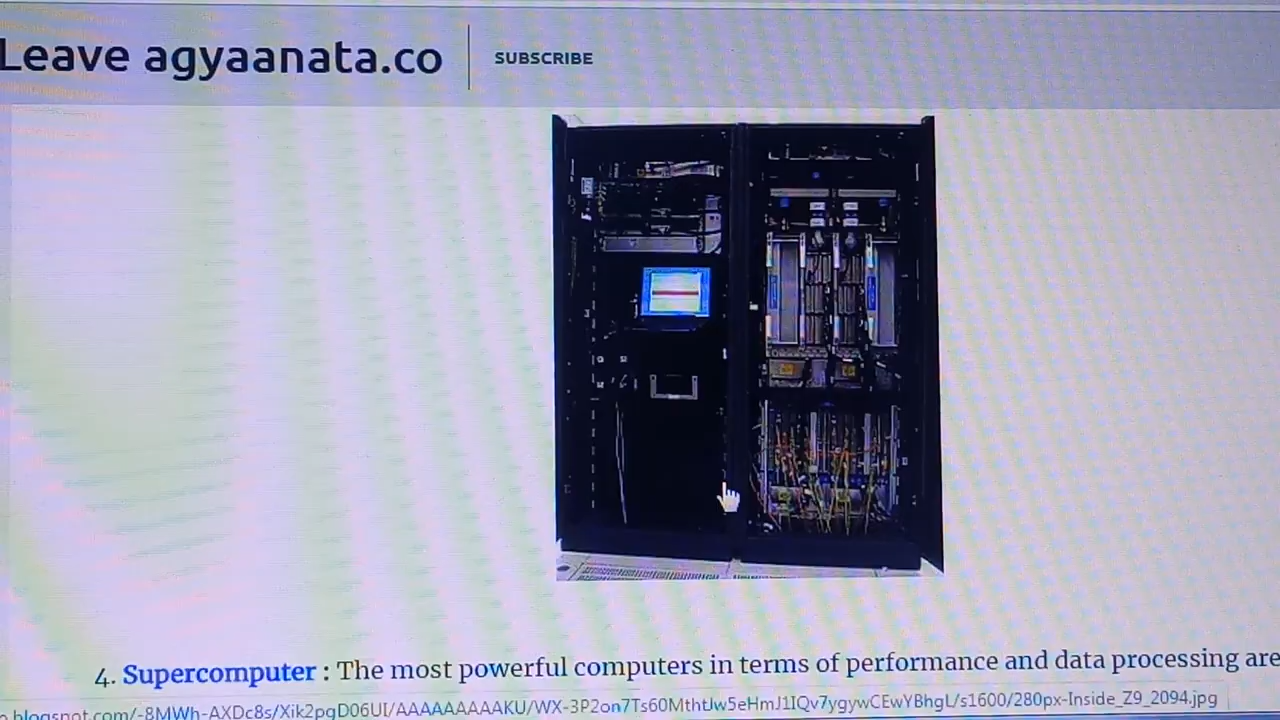 Leave agyaanata.co
SUBSCRIBE
4. Supercomputer : The most powerful computers in terms of performance and data processing are
blogspot.com/-8MWh-AXDc8s/Xik2pgD06UI/AAAAAAAAAKU/WX-3P2on7Ts60MthtJw5eHmJ1IQv7ygywCEwYBhgL/s1600/280px-Inside_Z9_2094.jpg